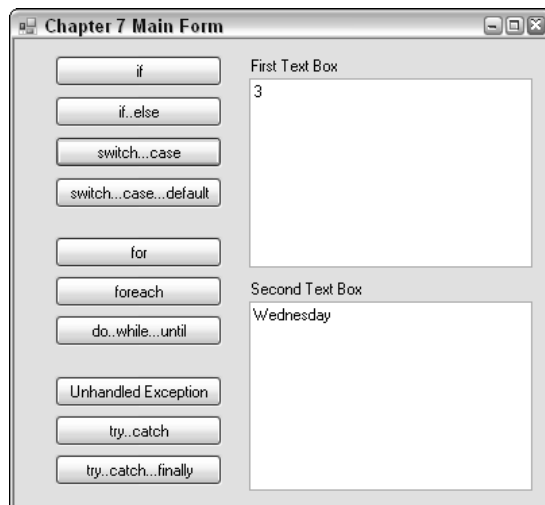 Chapter 7 Main Form
if
if..else
switch...case
switch...case...default
for
foreach
do..while...until
Unhandled Exception
try..catch
try..catch...finally
First Text Box
3
Second Text Box
Wednesday